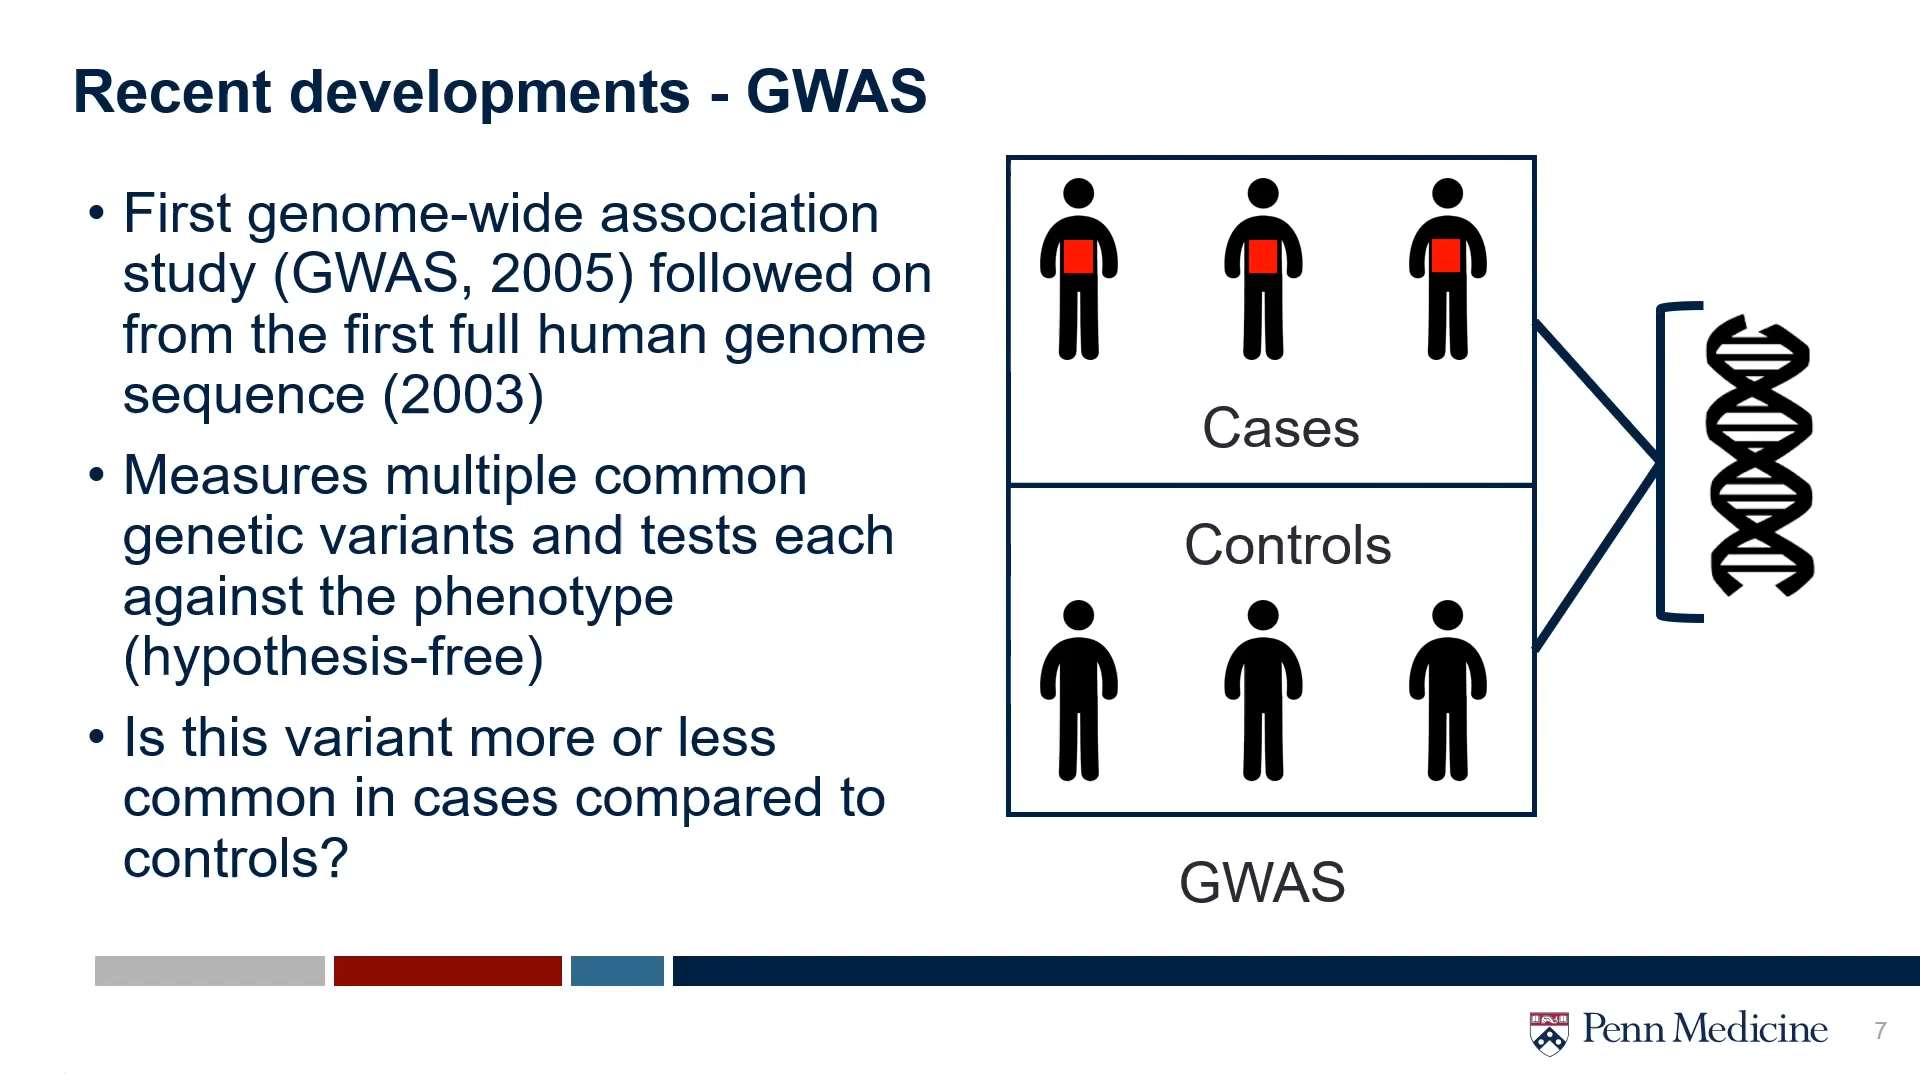 Recent developments - GWAS
• First genome-wide association
study (GWAS, 2005) followed on
from the first full human genome
sequence (2003)
• Measures multiple common
genetic variants and tests each
against the phenotype
(hypothesis-free)
• Is this variant more or less
common in cases compared to
controls?
Cases
Controls
GWAS
Penn Medicine
7